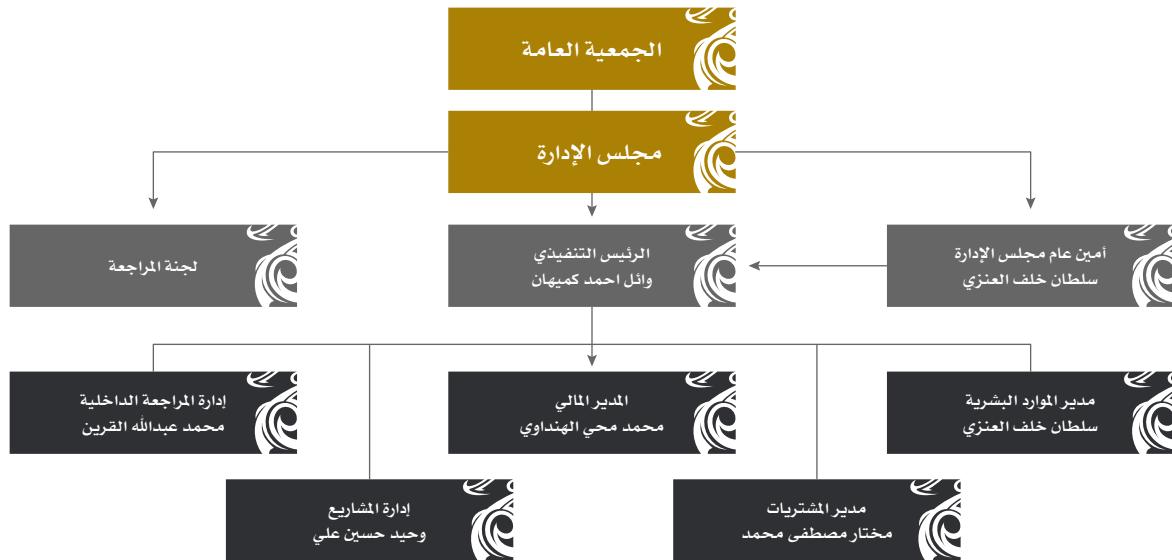 الجمعية العامة
مجلس الإدارة
أمين عام مجلس الإدارة
سلطان خلف العنزي
الرئيس التنفيذي
وائل احمد كميهان
لجنة المراجعة
مدير الموارد البشرية
سلطان خلف العنزي
المدير المالي
محمد محي الهنداوي
إدارة المراجعة الداخلية
محمد عبدالله القرين
مدير المشتريات
مختار مصطفى محمد
إدارة المشاريع
وحيد حسين علي